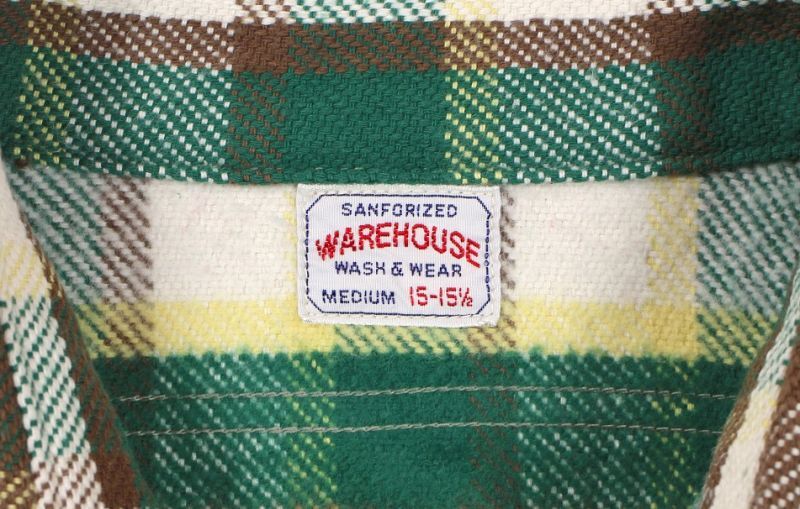 SANFORIZED
WAREHOUSE
WASH & WEAR
MEDIUM 15-15½